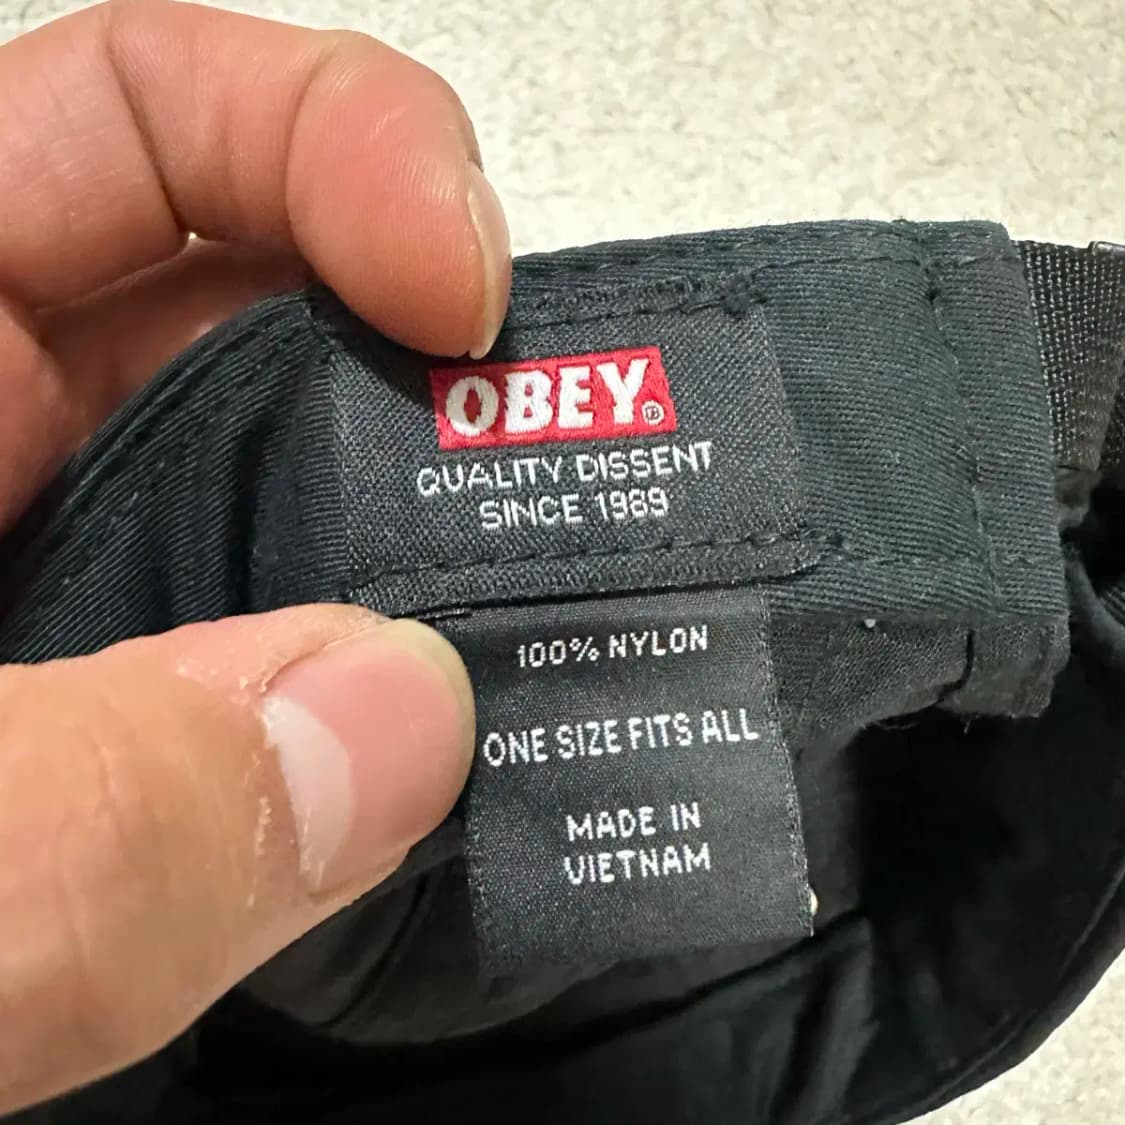 OBEY®
QUALITY DISSENT
SINCE 1989
100% NYLON
ONE SIZE FITS ALL
MADE IN
VIETNAM